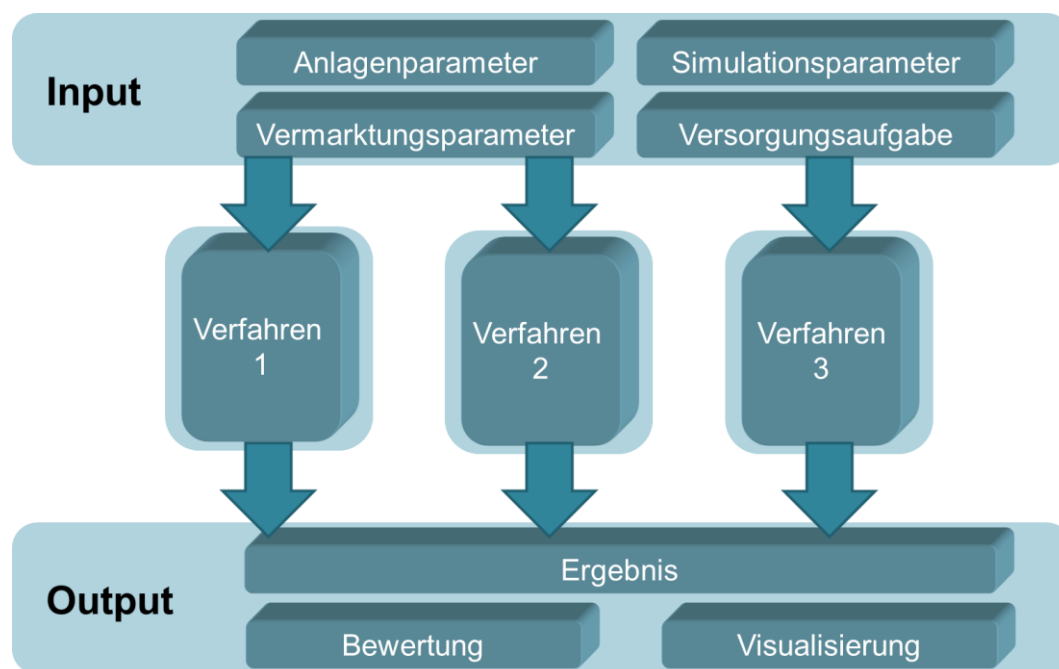 Input
Anlagenparameter
Simulationsparameter
Vermarktungsparameter
Versorgungsaufgabe
Verfahren
1
Verfahren
2
Verfahren
3
Output
Ergebnis
Bewertung
Visualisierung